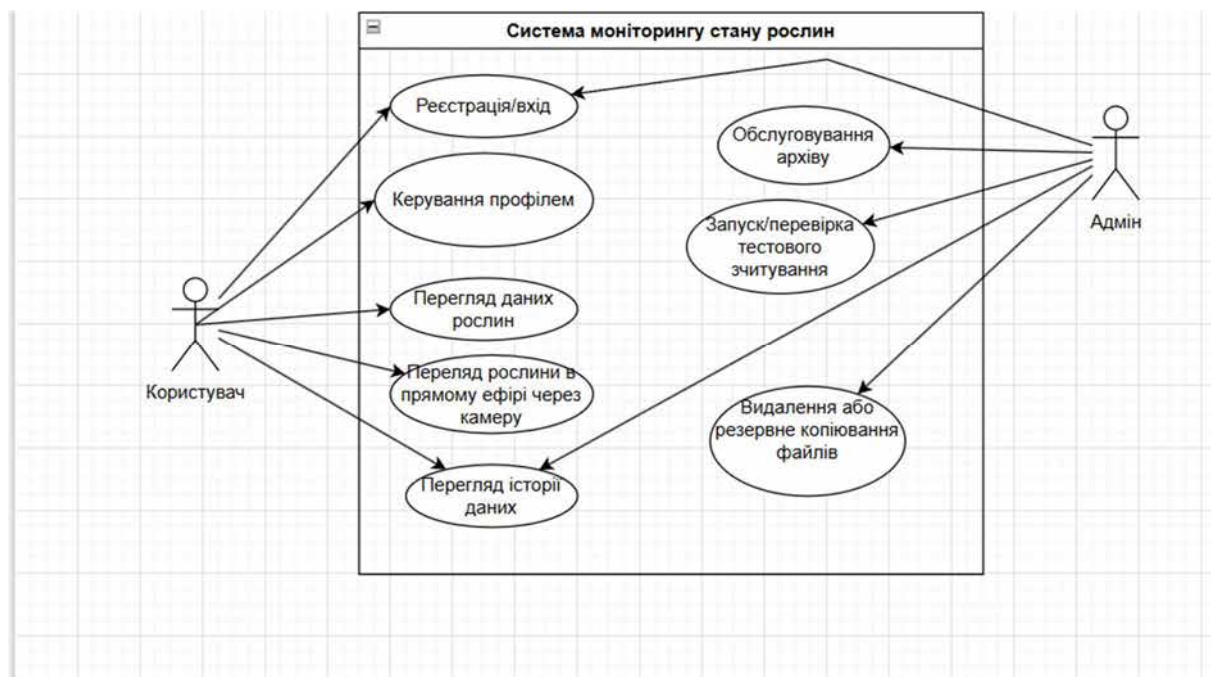 Система моніторингу стану рослин
Реєстрація/вхід
Керування профілем
Перегляд даних
рослин
Переляд рослини в
прямому ефірі через
камеру
Перегляд історії
даних
Обслуговування
архіву
Запуск/перевірка
тестового
зчитування
Видалення або
резервне копіювання
файлів
Користувач
Адмін